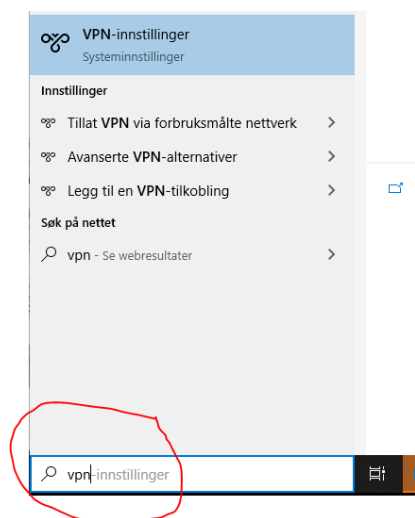 VPN-innstillinger
Systeminnstillinger
Innstillinger
Tillat VPN via forbruksmålte nettverk
Avanserte VPN-alternativer
Legg til en VPN-tilkobling
Søk på nettet
vpn - Se webresultater
vpn-innstillinger